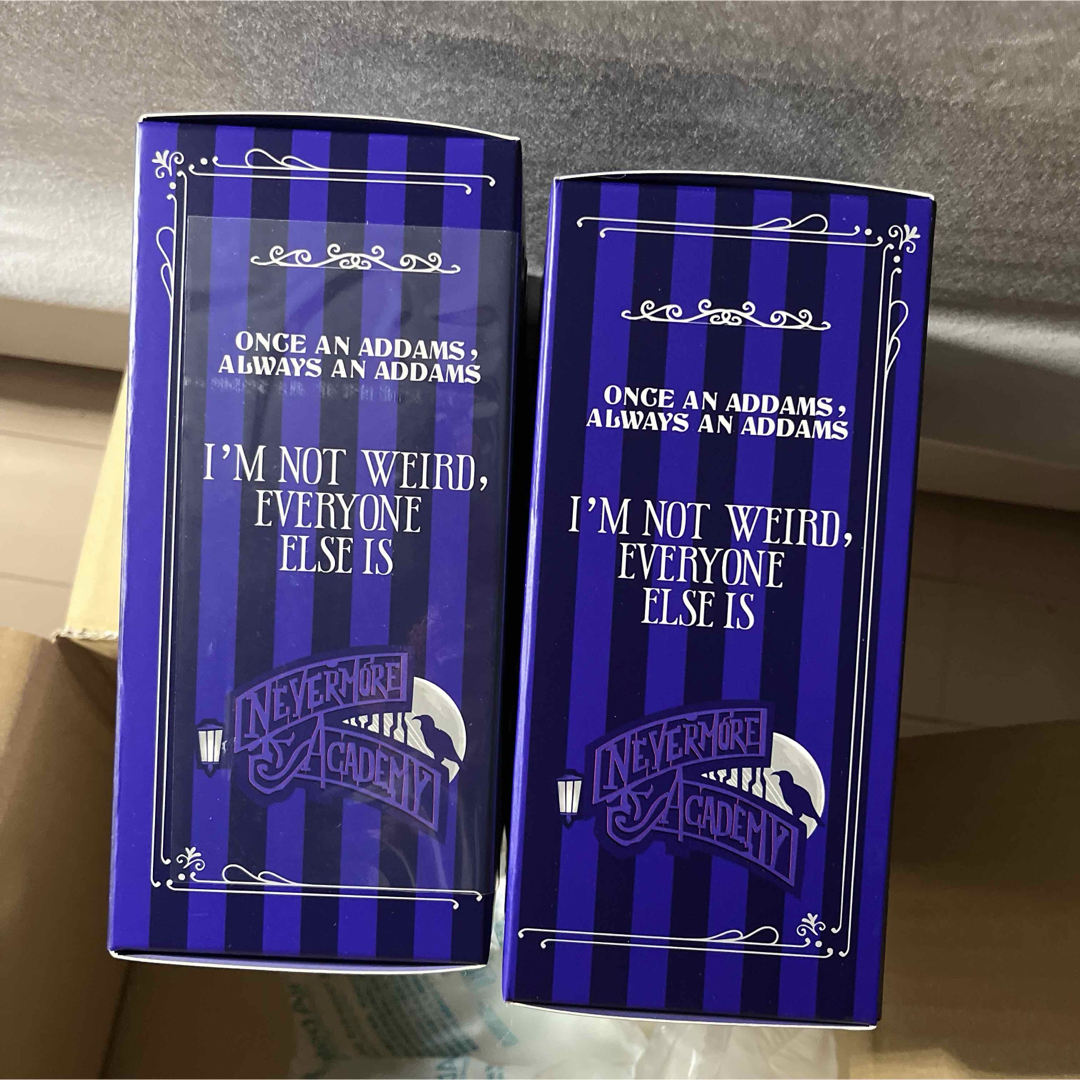 ONCE AN ADDAMS,
ALWAYS AN ADDAMS
I'M NOT WEIRD,
EVERYONE
ELSE IS
NEVERMORE
ACADEMY
ONCE AN ADDAMS,
ALWAYS AN ADDAMS
I'M NOT WEIRD,
EVERYONE
ELSE IS
NEVERMORE
ACADEMY